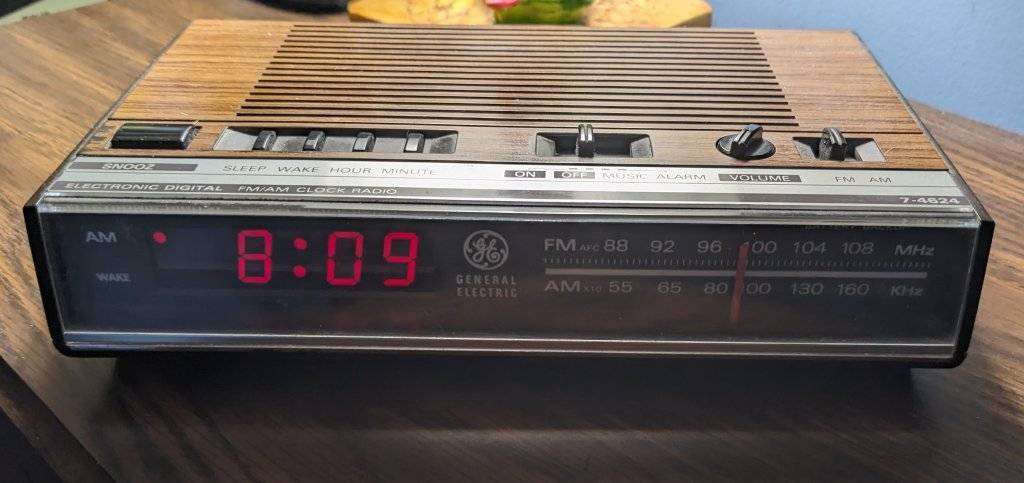 SNOOZ SLEEP WAKE HOUR MINUTE ON OFF MUSIC ALARM VOLUME FM AM
ELECTRONIC DIGITAL FM/AM CLOCK RADIO 7-4624
BATTERY BACKUP
AM 8:09 GE FM AFC 88 92 96 100 104 108 MHz
WAKE GENERAL ELECTRIC AM X10 55 65 80 100 130 160 KHz